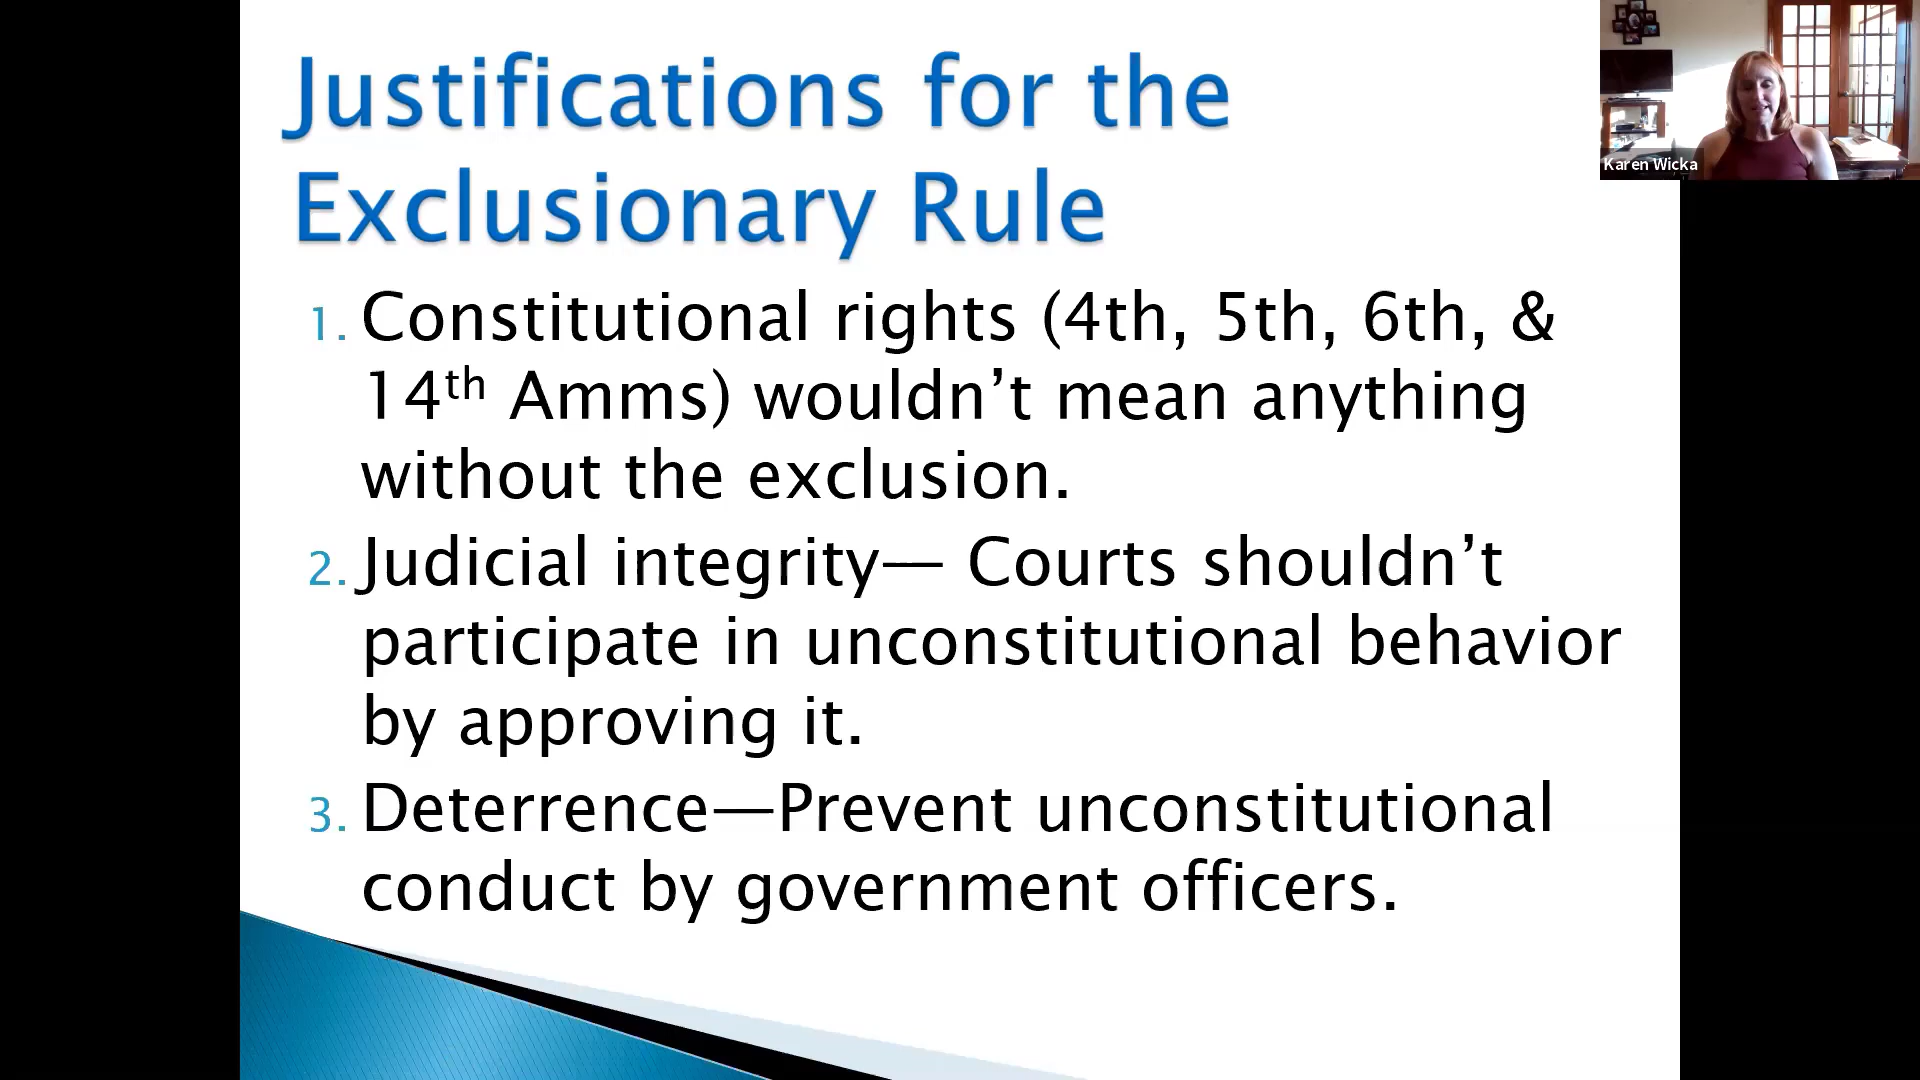 Justifications for the
Exclusionary Rule
1. Constitutional rights (4th, 5th, 6th, &
14th Amms) wouldn’t mean anything
without the exclusion.
2. Judicial integrity— Courts shouldn’t
participate in unconstitutional behavior
by approving it.
3. Deterrence—Prevent unconstitutional
conduct by government officers.
Karen Wicka